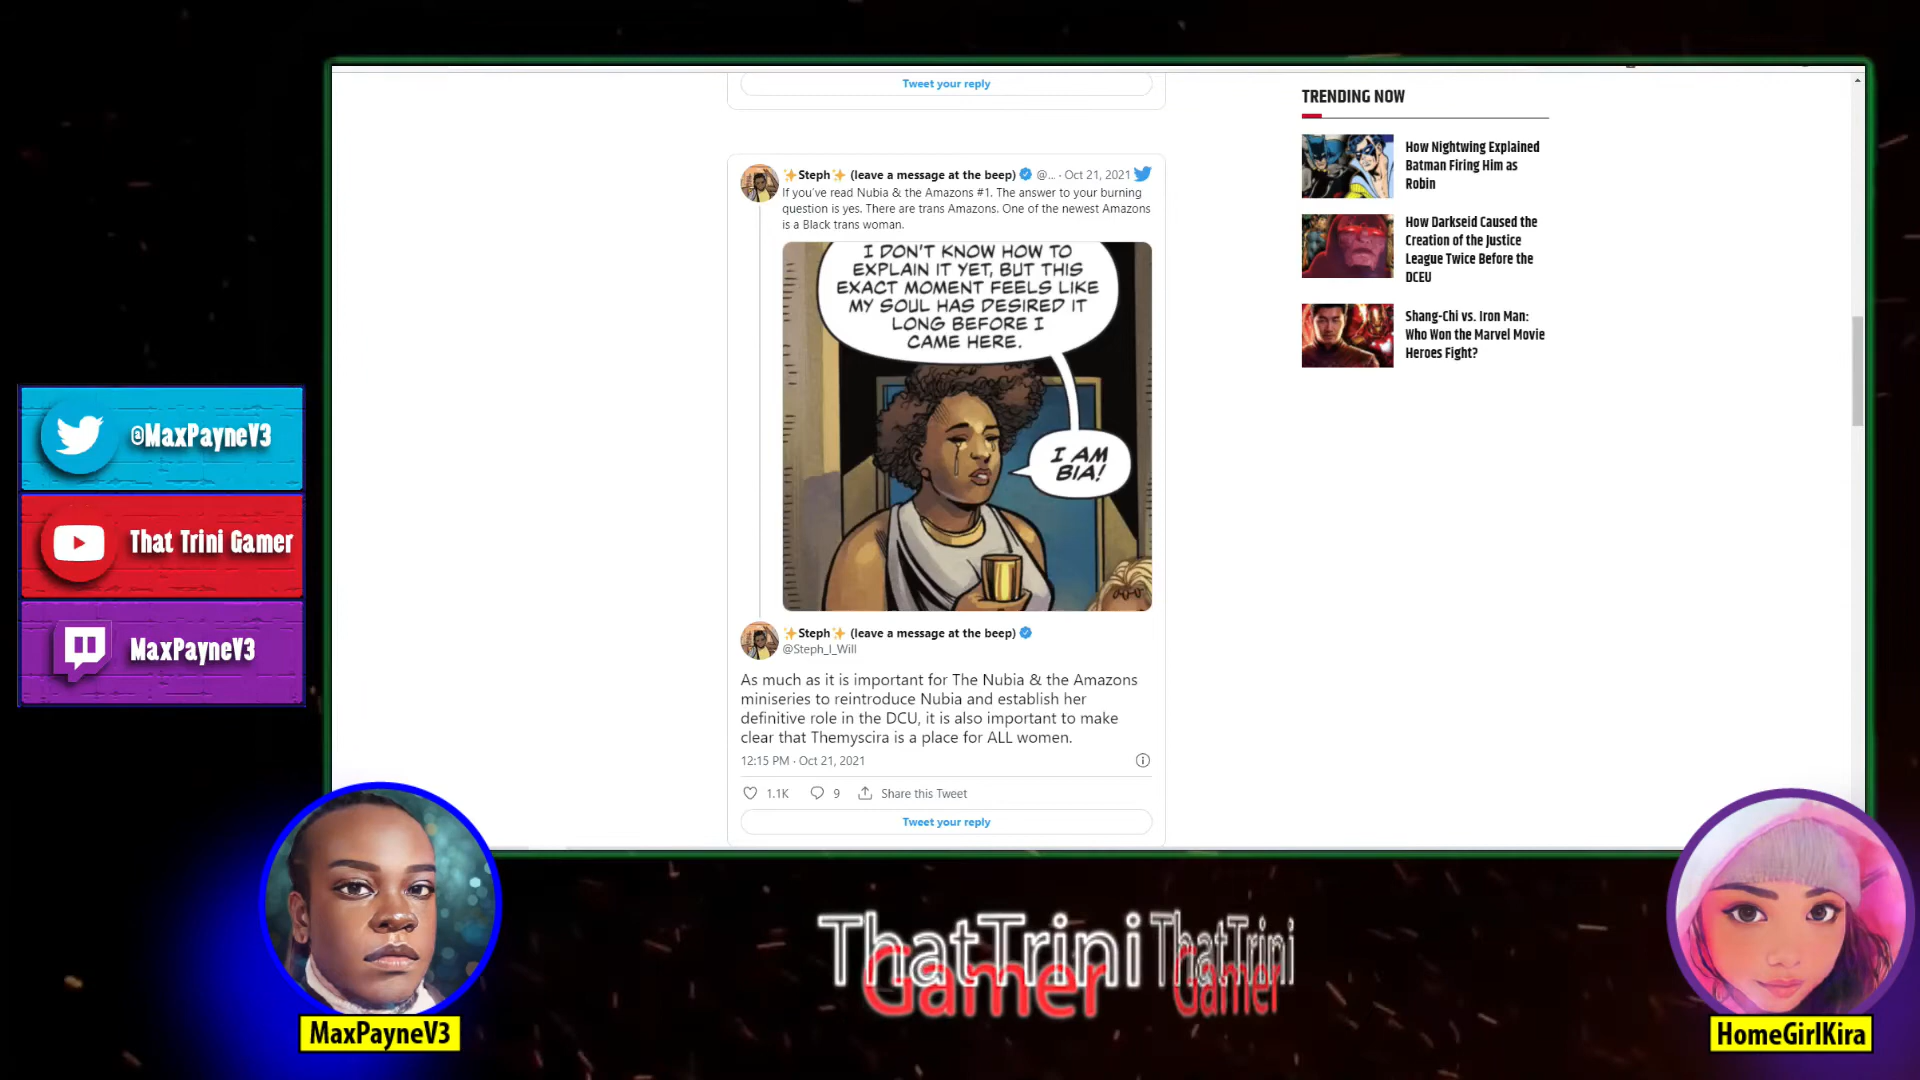 Tweet your reply
TRENDING NOW
How Nightwing Explained
Batman Firing Him as
Robin
How Darkseid Caused the
Creation of the Justice
League Twice Before the
DCEU
Shang-Chi vs. Iron Man:
Who Won the Marvel Movie
Heroes Fight?
✨Steph✨ (leave a message at the beep) @... · Oct 21, 2021
If you've read Nubia & the Amazons #1. The answer to your burning
question is yes. There are trans Amazons. One of the newest Amazons
is a Black trans woman.
I DON'T KNOW HOW TO
EXPLAIN IT YET, BUT THIS
EXACT MOMENT FEELS LIKE
MY SOUL HAS DESIRED IT
LONG BEFORE I
CAME HERE.
I AM
BIA!
✨Steph✨ (leave a message at the beep)
@Steph_I_Will
As much as it is important for The Nubia & the Amazons
miniseries to reintroduce Nubia and establish her
definitive role in the DCU, it is also important to make
clear that Themyscira is a place for ALL women.
12:15 PM · Oct 21, 2021
1.1K 9 Share this Tweet
Tweet your reply
@MaxPayneV3
That Trini Gamer
MaxPayneV3
MaxPayneV3
ThatTrini
Gamer
ThatTrini
Gamer
HomeGirlKira